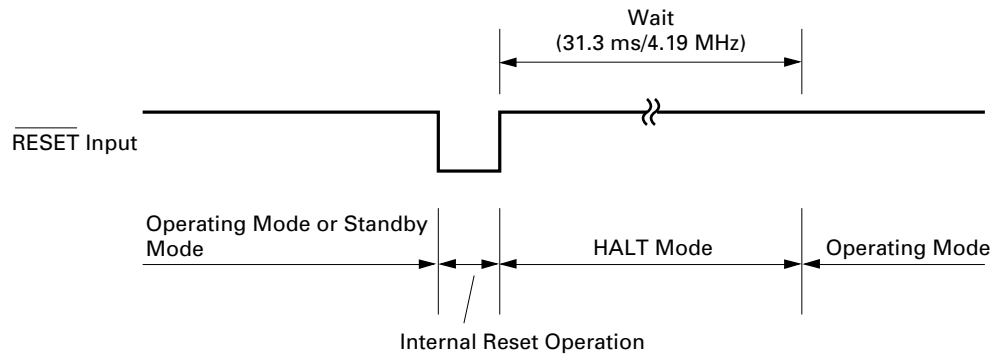 Wait
(31.3 ms/4.19 MHz)
RESET Input
Operating Mode or Standby
Mode
HALT Mode
Operating Mode
Internal Reset Operation